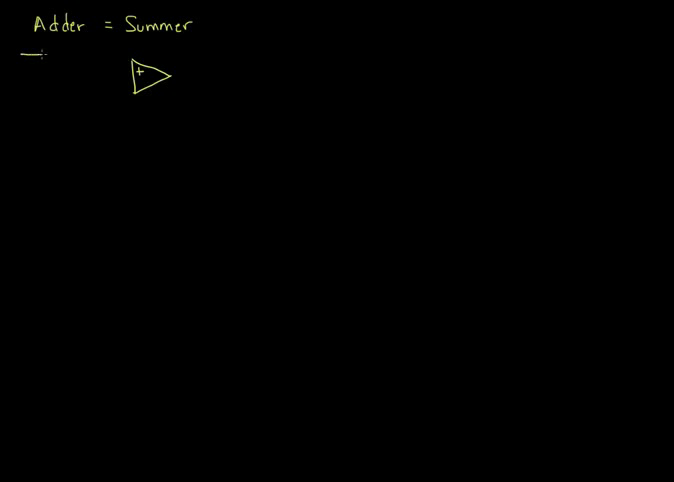 Adder = Summer
+